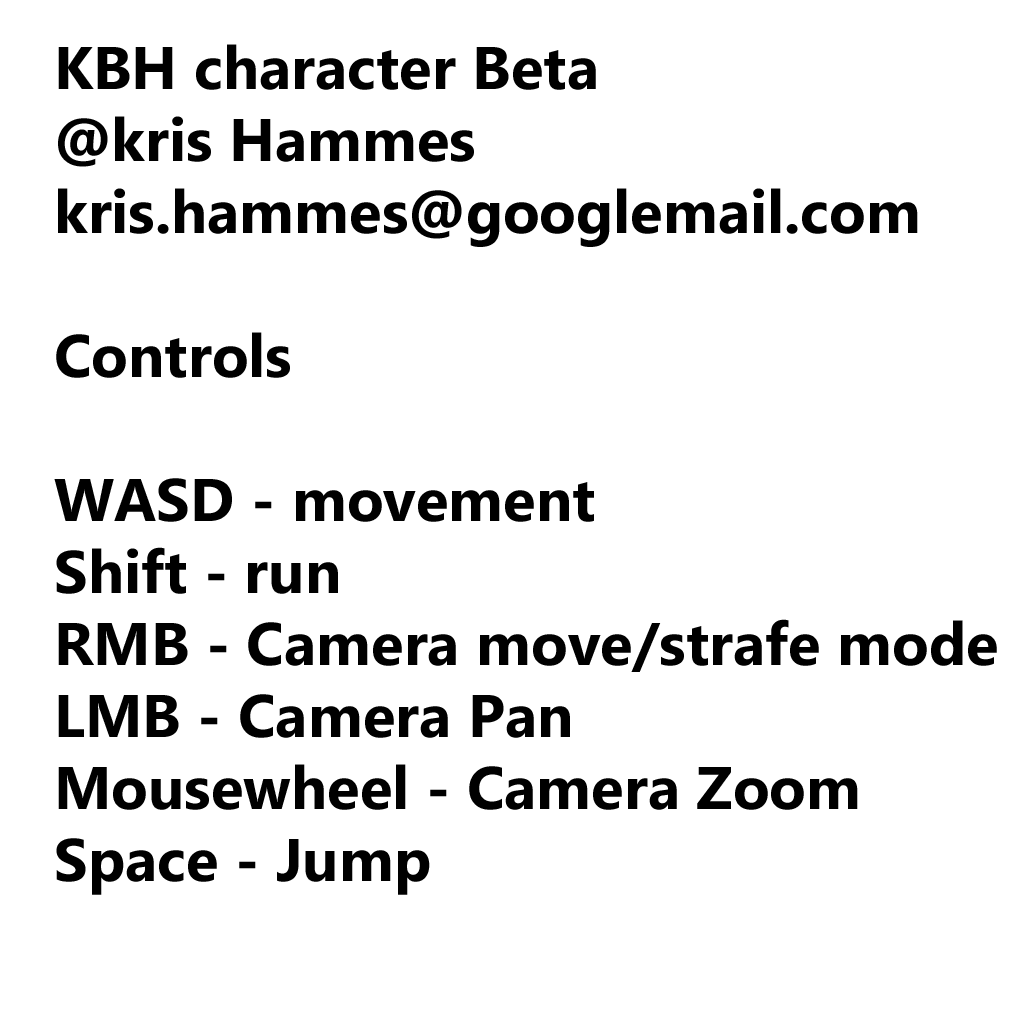 KBH character Beta
@kris Hammes
kris.hammes@googlemail.com
Controls
WASD - movement
Shift - run
RMB - Camera move/strafe mode
LMB - Camera Pan
Mousewheel - Camera Zoom
Space - Jump